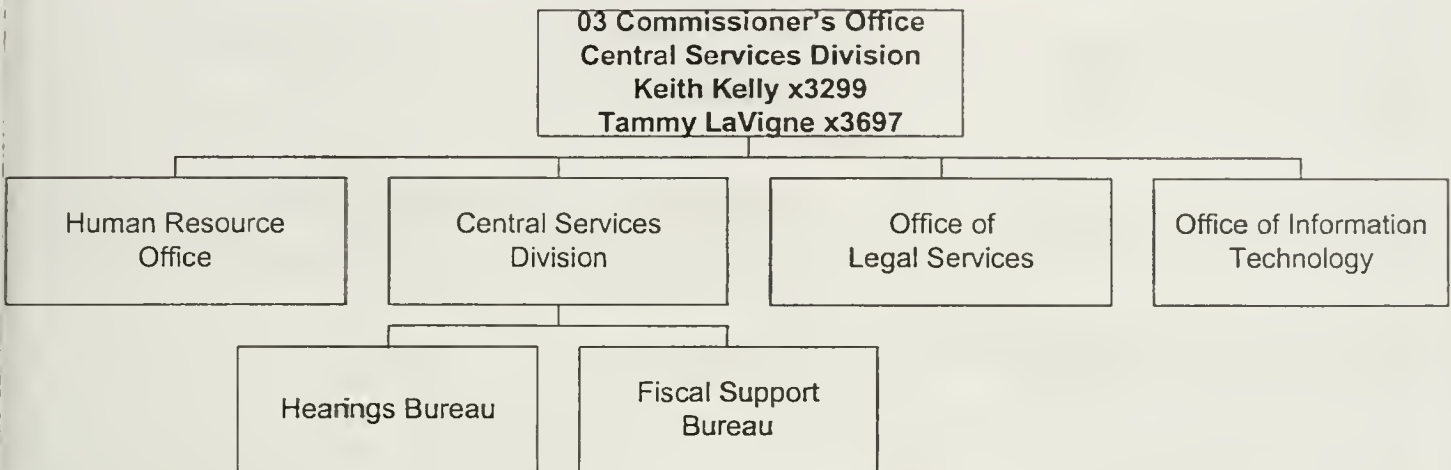 03 Commissioner's Office
Central Services Division
Keith Kelly x3299
Tammy LaVigne x3697
Human Resource
Office
Central Services
Division
Office of
Legal Services
Office of Information
Technology
Hearings Bureau
Fiscal Support
Bureau